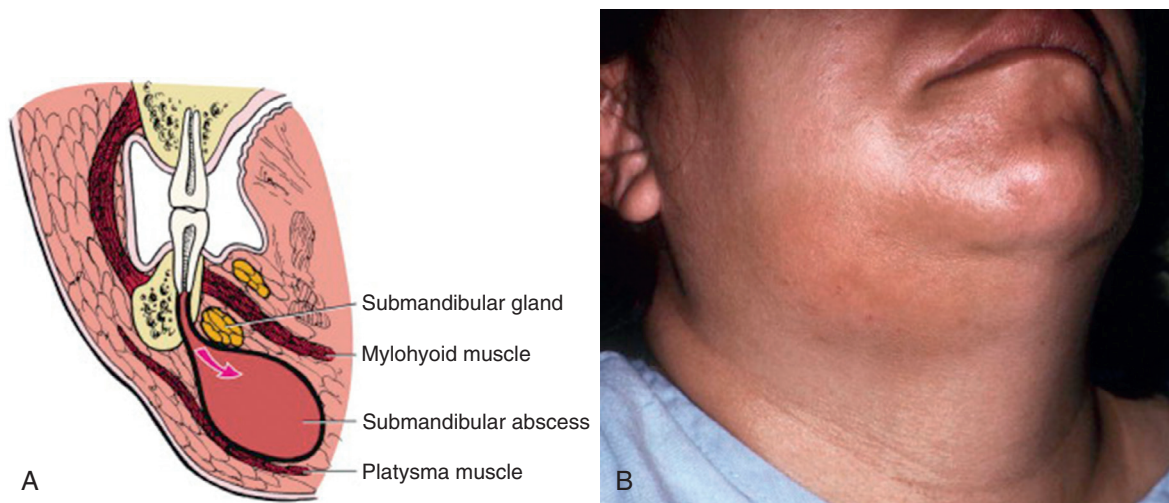 Submandibular gland
Mylohyoid muscle
Submandibular abscess
Platysma muscle
A
B